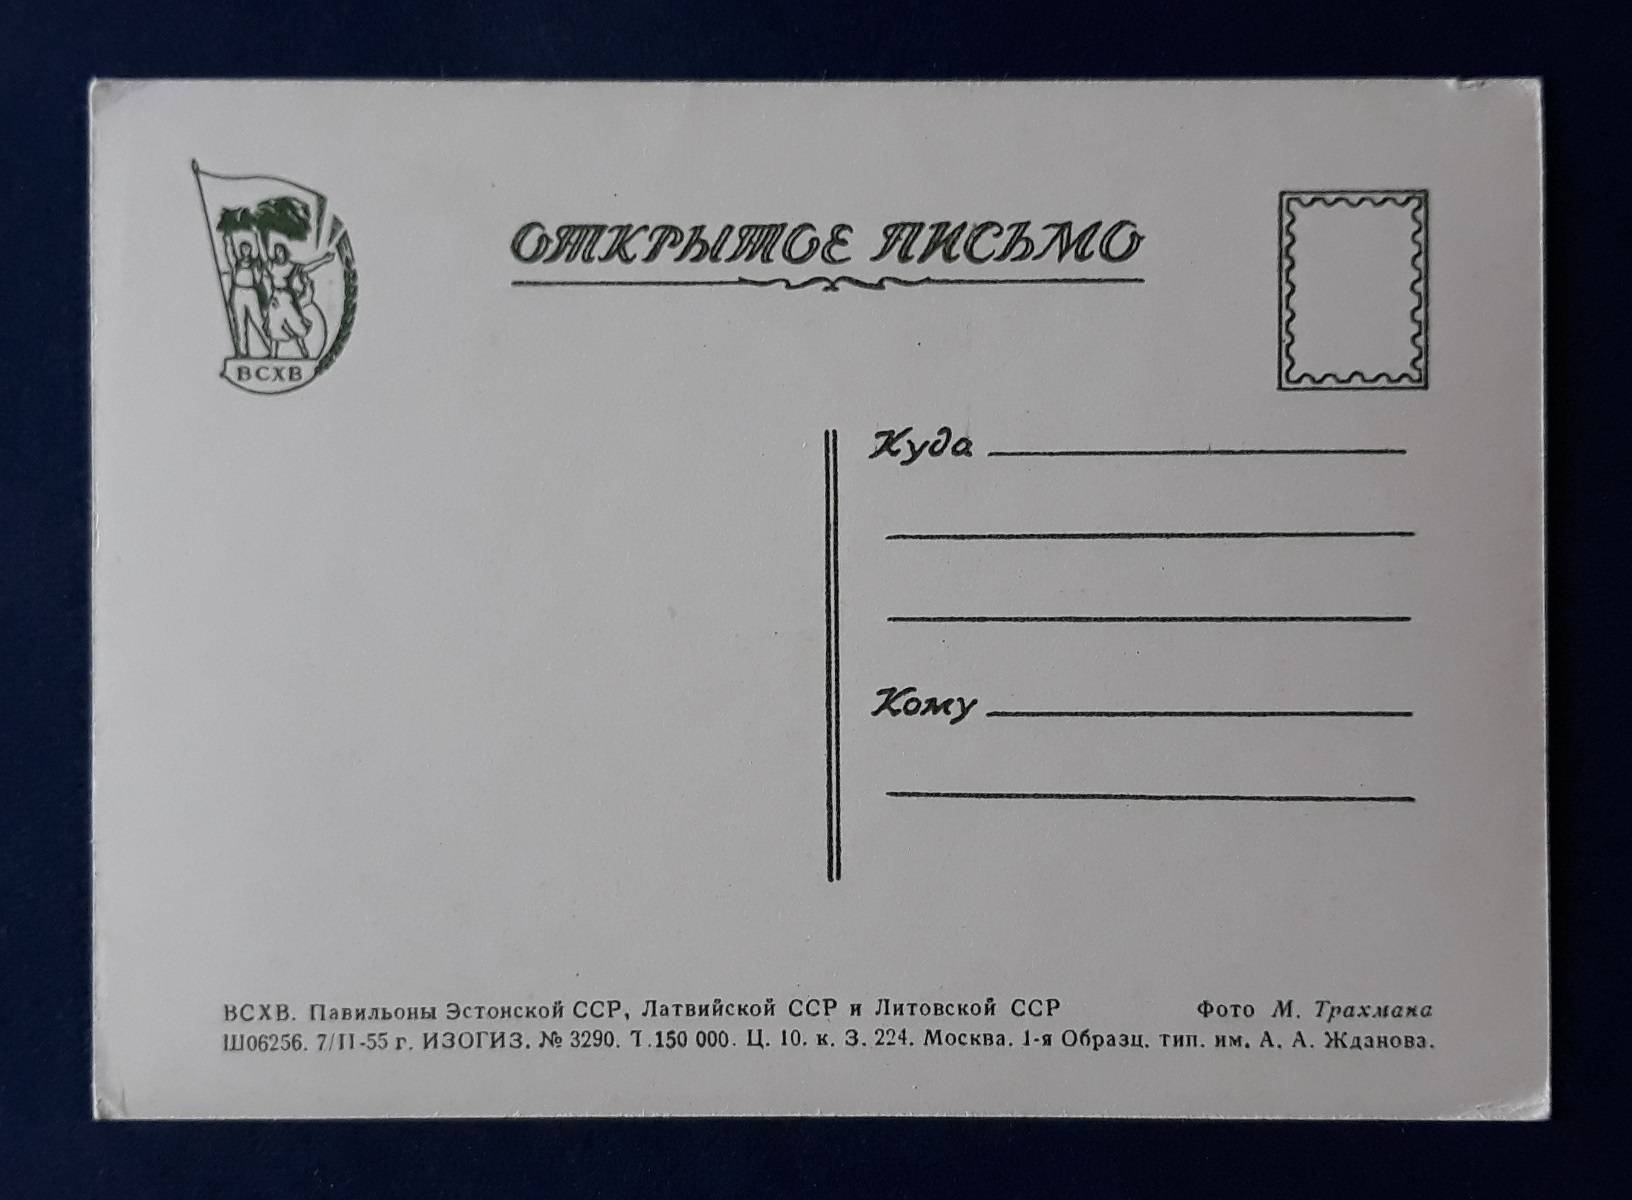 ОТКРЫТОЕ ПИСЬМО
ВСХВ
Куда
Кому
ВСХВ. Павильоны Эстонской ССР, Латвийской ССР и Литовской ССР Фото М. Трахмана
Ш06256. 7/II-55 г. ИЗОГИЗ. № 3290. Т.150 000. Ц. 10. к. З. 224. Москва. 1-я Образц. тип. им. А. А. Жданова.